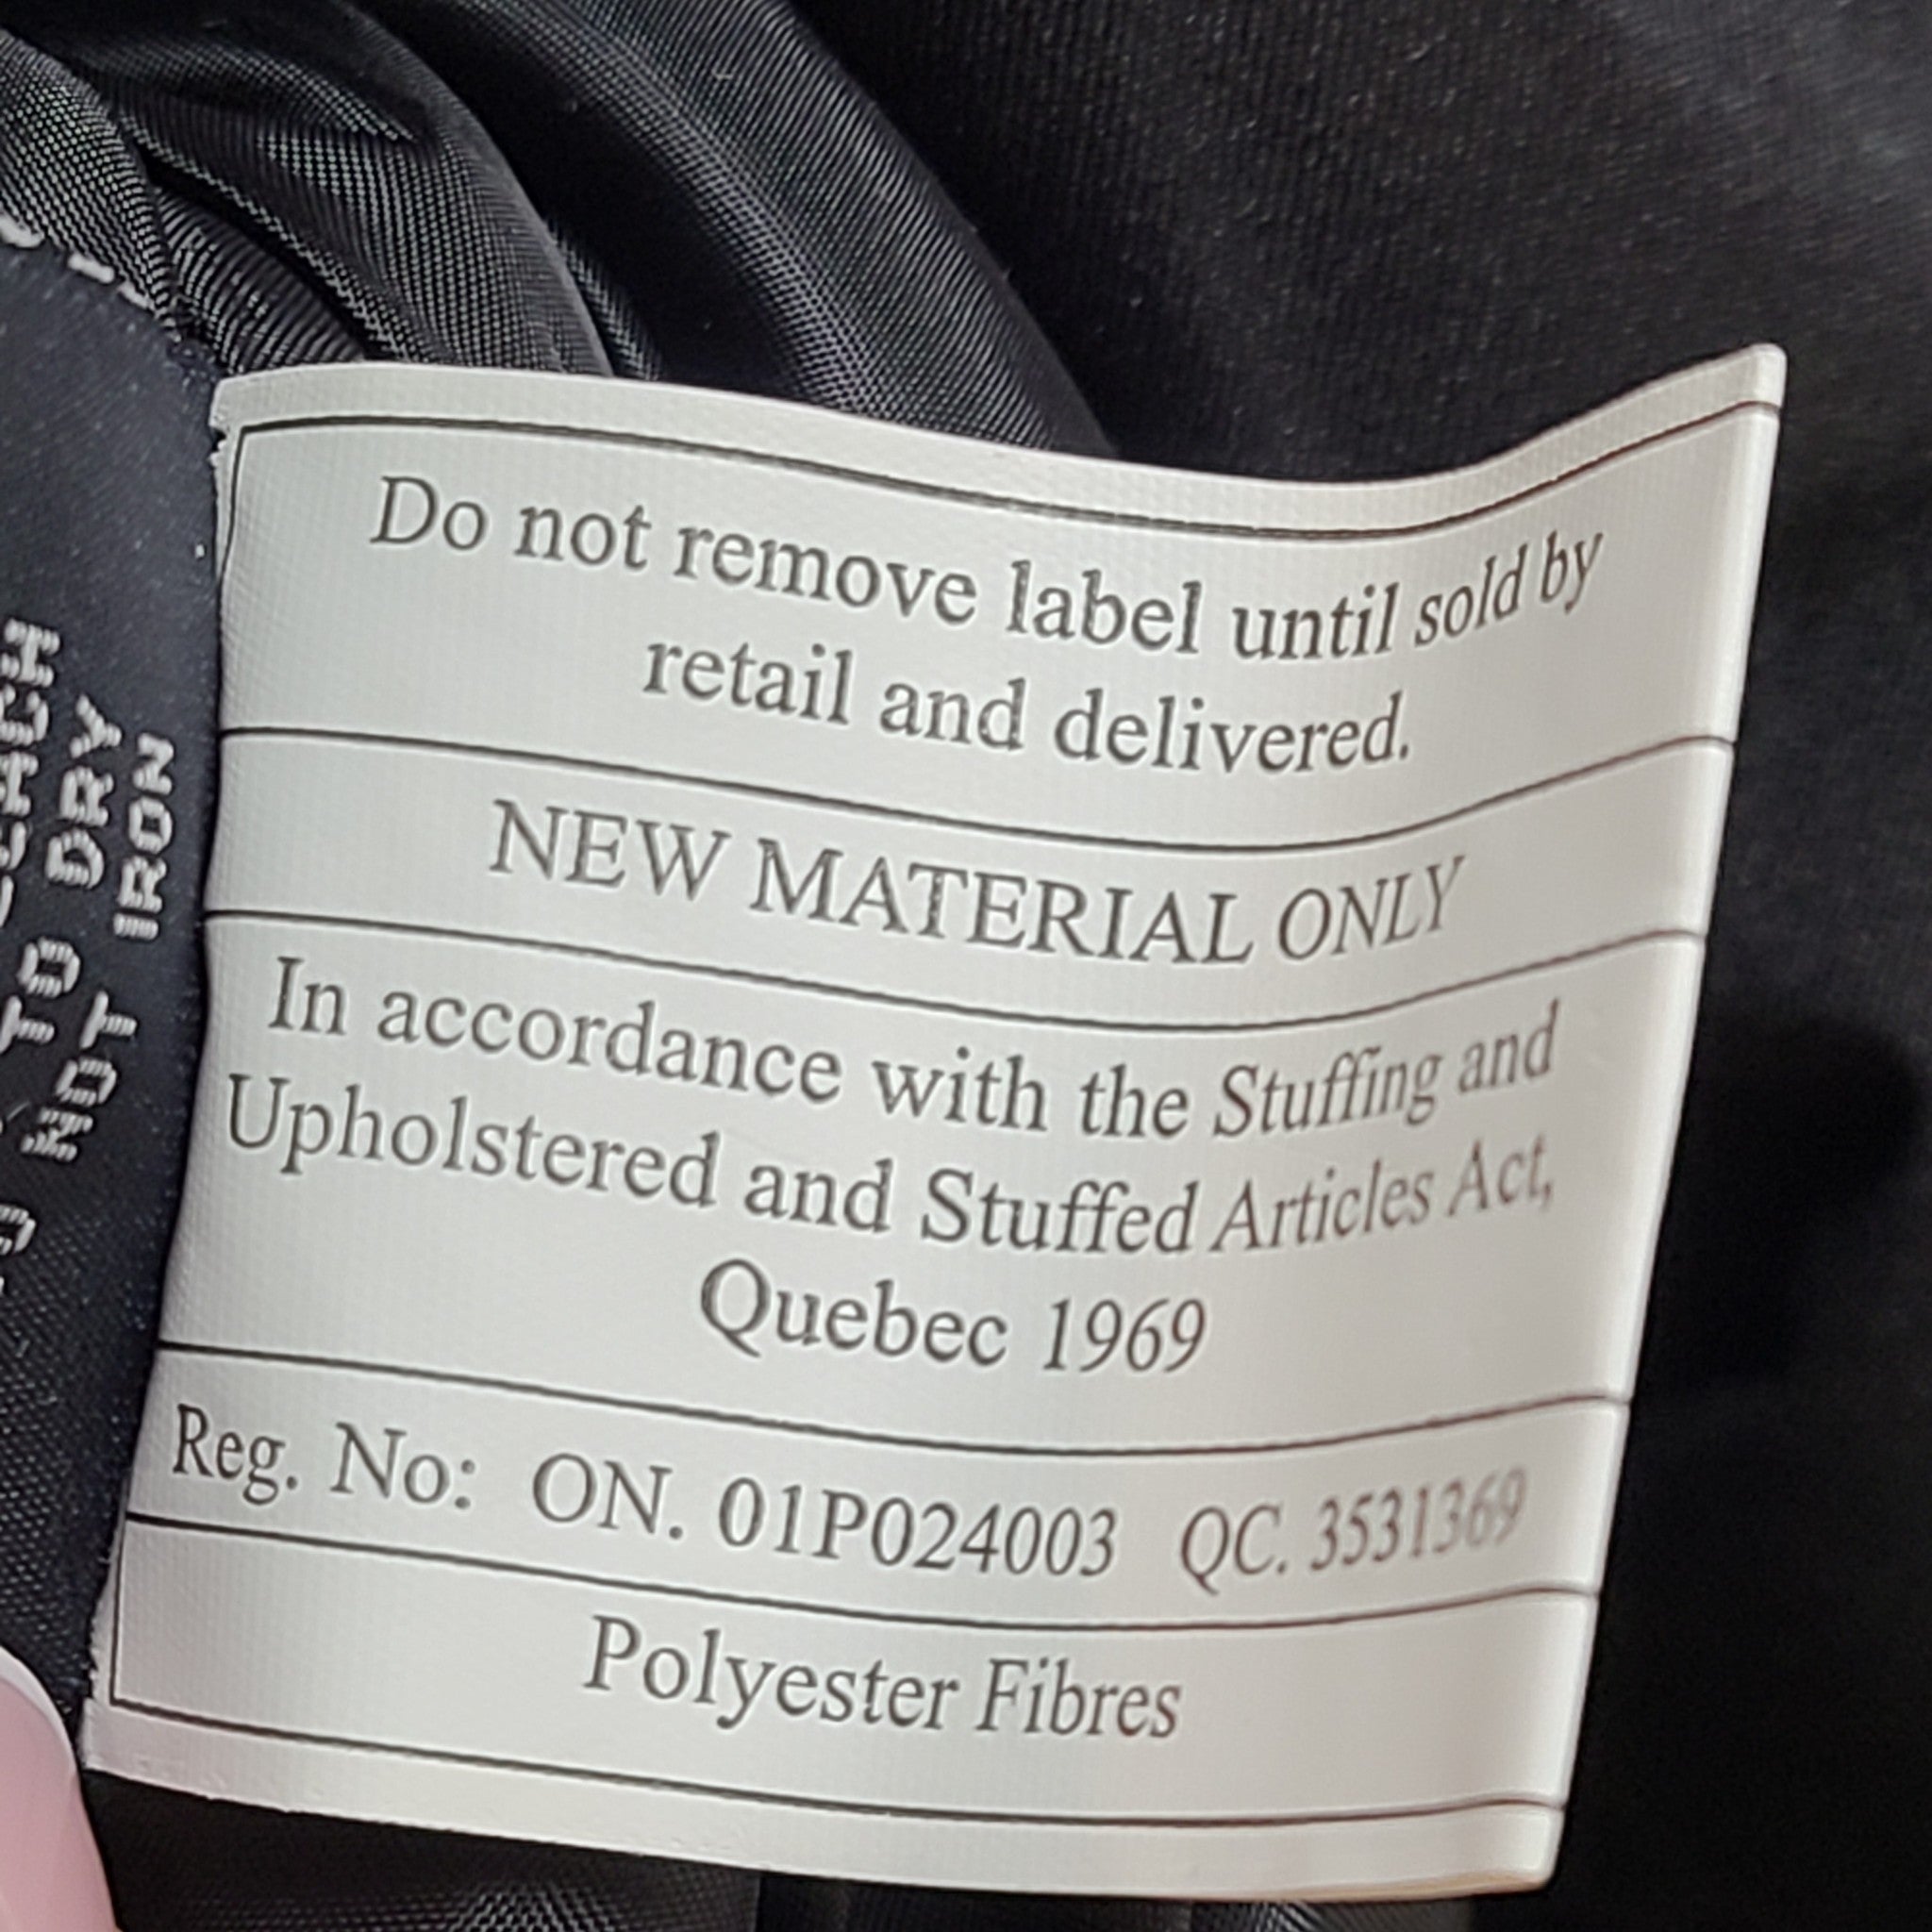 Do not remove label until sold by
retail and delivered.
NEW MATERIAL ONLY
In accordance with the Stuffing and
Upholstered and Stuffed Articles Act,
Quebec 1969
Reg. No: ON. 01P024003 QC. 3531369
Polyester Fibres
TO DRY
NOT IRON